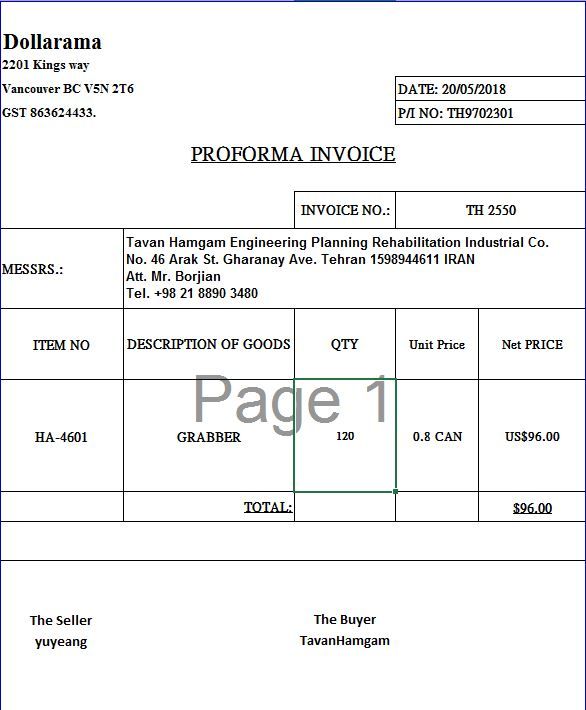 Dollarama
2201 Kings way
Vancouver BC V5N 2T6
GST 863624433.
DATE: 20/05/2018
P/I NO: TH9702301
PROFORMA INVOICE
INVOICE NO.: TH 2550
MESSRS.:
Tavan Hamgam Engineering Planning Rehabilitation Industrial Co.
No. 46 Arak St. Gharanay Ave. Tehran 1598944611 IRAN
Att. Mr. Borjian
Tel. +98 21 8890 3480
ITEM NO DESCRIPTION OF GOODS QTY Unit Price Net PRICE
Page 1
HA-4601 GRABBER 120 0.8 CAN US$96.00
TOTAL: $96.00
The Seller
yuyeang
The Buyer
TavanHamgam